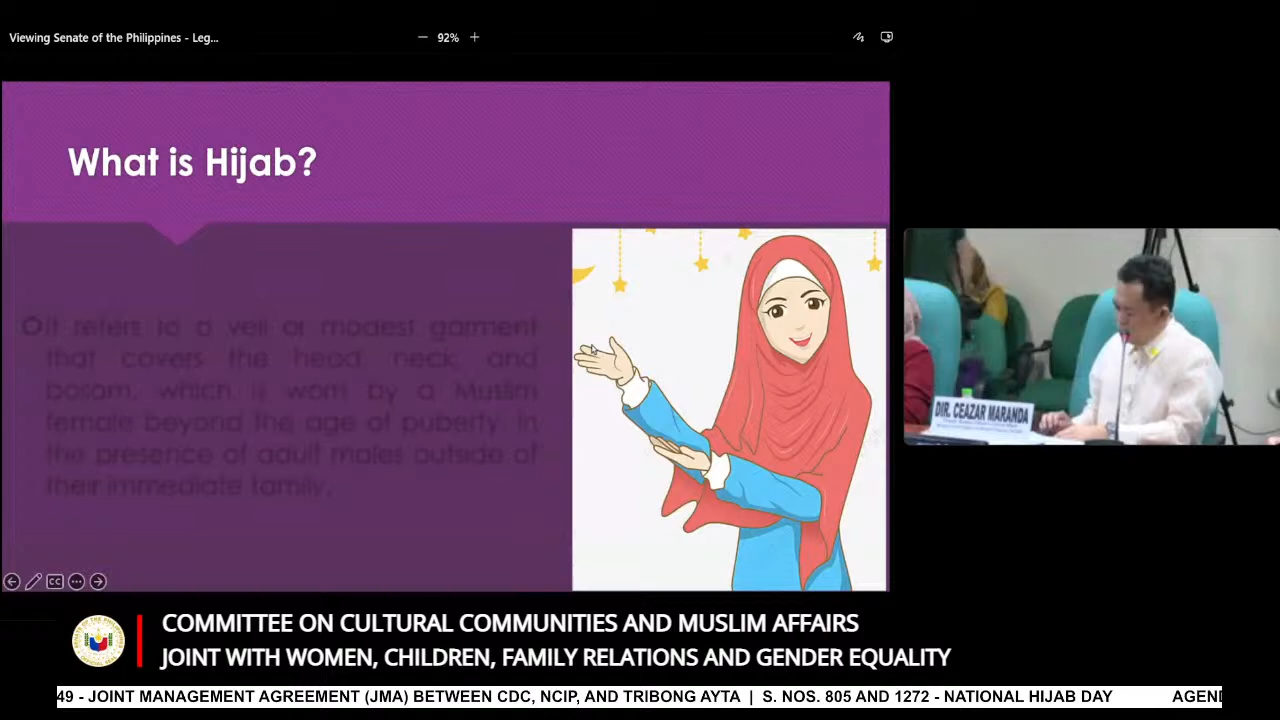 Viewing Senate of the Philippines - Leg...
92%
What is Hijab?
It refers to a veil or modest garment
that covers the head, neck, and
bosom, which is worn by a Muslim
female beyond the age of puberty, in
the presence of adult males outside of
their immediate family.
CC
DIR. CEAZAR MARANDA
COMMITTEE ON CULTURAL COMMUNITIES AND MUSLIM AFFAIRS
JOINT WITH WOMEN, CHILDREN, FAMILY RELATIONS AND GENDER EQUALITY
49 - JOINT MANAGEMENT AGREEMENT (JMA) BETWEEN CDC, NCIP, AND TRIBONG AYTA | S. NOS. 805 AND 1272 - NATIONAL HIJAB DAY AGEND